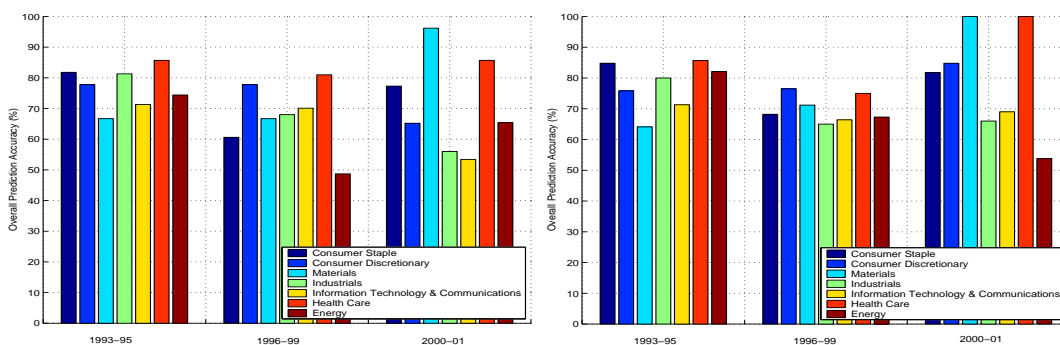 100
90
80
70
60
50
40
30
20
10
0
Overall Prediction Accuracy (%)
1993–95
1996–99
2000–01
Consumer Staple
Consumer Discretionary
Materials
Industrials
Information Technology & Communications
Health Care
Energy
100
90
80
70
60
50
40
30
20
10
0
Overall Prediction Accuracy (%)
1993–95
1996–99
2000–01
Consumer Staple
Consumer Discretionary
Materials
Industrials
Information Technology & Communications
Health Care
Energy